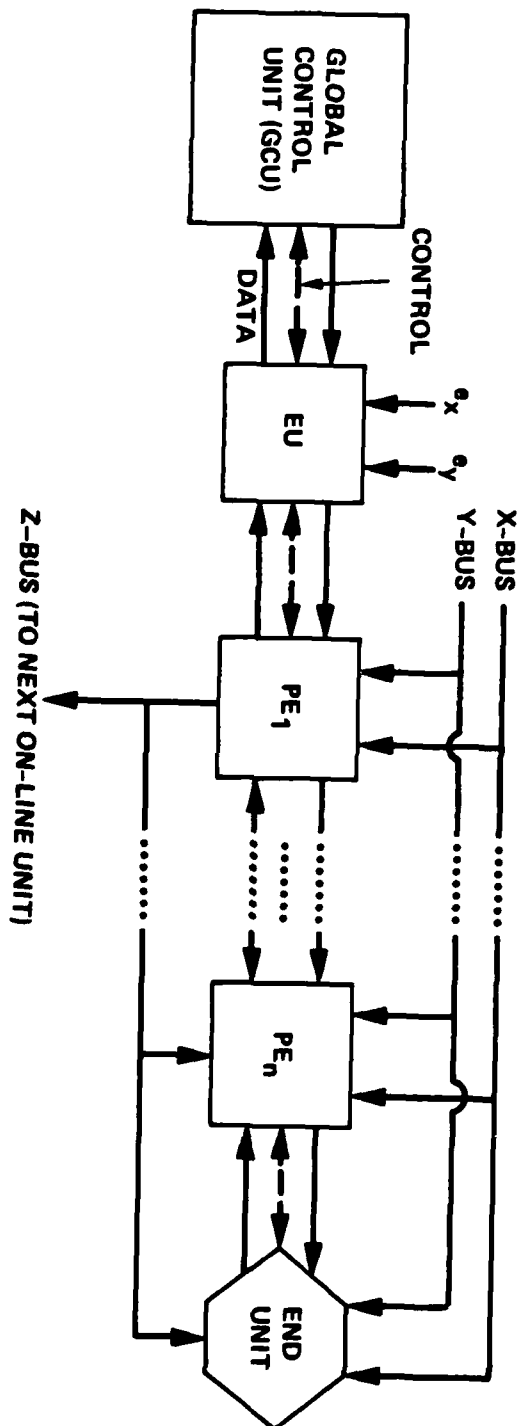 X-BUS
Y-BUS
GLOBAL
CONTROL
UNIT (GCU)
CONTROL
DATA
e_x
e_y
EU
PE_1
PE_n
END
UNIT
Z-BUS (TO NEXT ON-LINE UNIT)